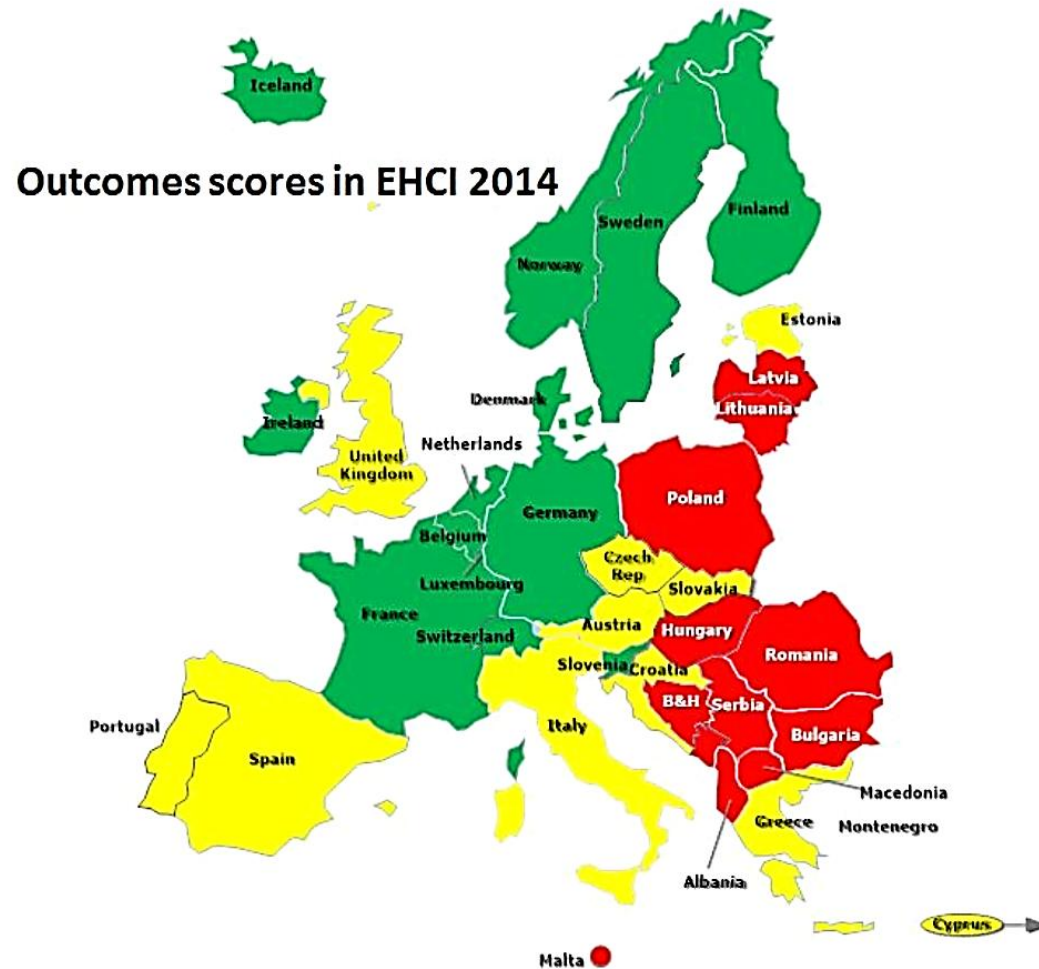 Iceland
Outcomes scores in EHCI 2014
Finland
Sweden
Norway
Estonia
Latvia
Denmark
Lithuania
Ireland
Netherlands
United
Kingdom
Poland
Germany
Belgium
Czech
Rep
Luxembourg
Slovakia
France
Austria
Switzerland
Hungary
Romania
Slovenia
Croatia
B&H
Serbia
Portugal
Italy
Bulgaria
Spain
Macedonia
Greece
Montenegro
Albania
Cyprus
Malta